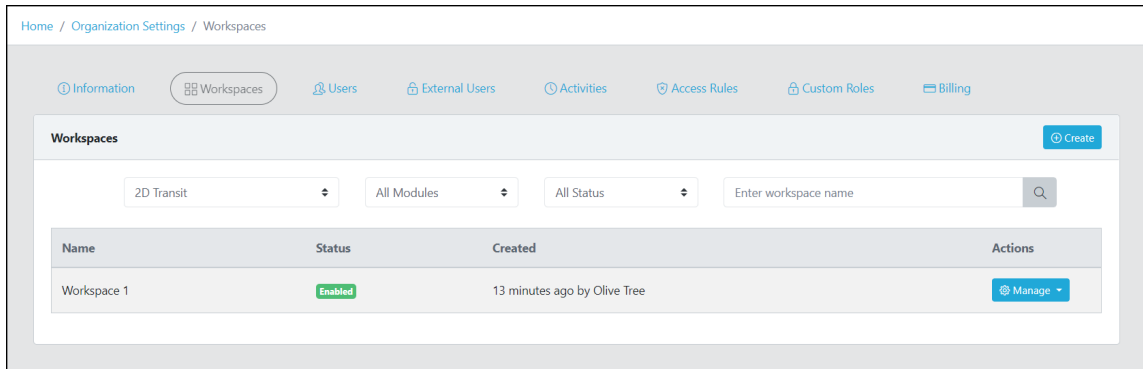 Home / Organization Settings / Workspaces
Information Workspaces Users External Users Activities Access Rules Custom Roles Billing
Workspaces Create
2D Transit All Modules All Status Enter workspace name
Name Status Created Actions
Workspace 1 Enabled 13 minutes ago by Olive Tree Manage